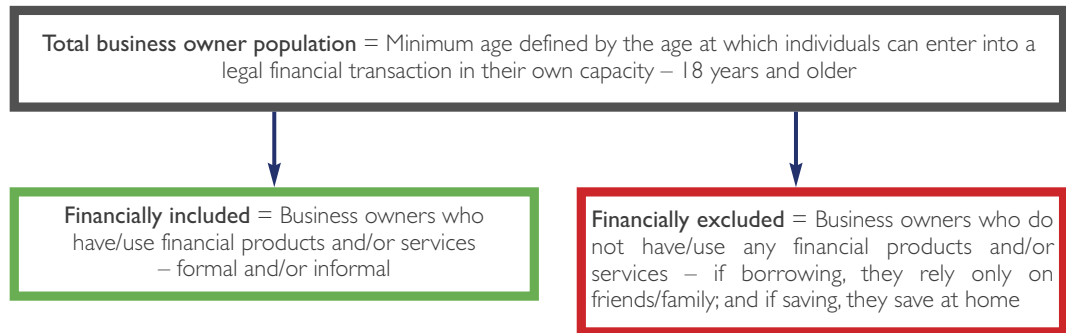 Total business owner population = Minimum age defined by the age at which individuals can enter into a
legal financial transaction in their own capacity – 18 years and older
Financially included = Business owners who
have/use financial products and/or services
– formal and/or informal
Financially excluded = Business owners who do
not have/use any financial products and/or
services – if borrowing, they rely only on
friends/family; and if saving, they save at home